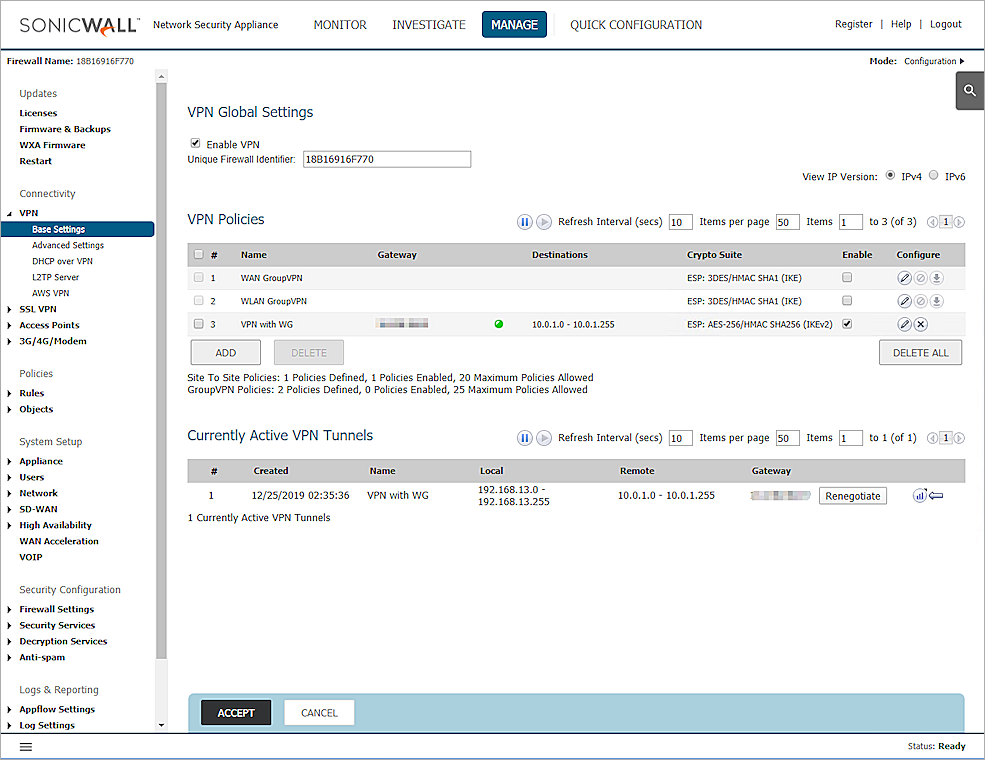 SONICWALL Network Security Appliance MONITOR INVESTIGATE MANAGE QUICK CONFIGURATION Register | Help | Logout
Firewall Name: 18B16916F770 Mode: Configuration
Updates
Licenses
Firmware & Backups
WXA Firmware
Restart
Connectivity
VPN
Base Settings
Advanced Settings
DHCP over VPN
L2TP Server
AWS VPN
SSL VPN
Access Points
3G/4G/Modem
Policies
Rules
Objects
System Setup
Appliance
Users
Network
SD-WAN
High Availability
WAN Acceleration
VOIP
Security Configuration
Firewall Settings
Security Services
Decryption Services
Anti-spam
Logs & Reporting
Appflow Settings
Log Settings
VPN Global Settings
Enable VPN
Unique Firewall Identifier: 18B16916F770
View IP Version: IPv4 IPv6
VPN Policies Refresh Interval (secs) 10 Items per page 50 Items 1 to 3 (of 3) 1
# Name Gateway Destinations Crypto Suite Enable Configure
1 WAN GroupVPN ESP: 3DES/HMAC SHA1 (IKE)
2 WLAN GroupVPN ESP: 3DES/HMAC SHA1 (IKE)
3 VPN with WG 10.0.1.0 - 10.0.1.255 ESP: AES-256/HMAC SHA256 (IKEv2)
ADD DELETE DELETE ALL
Site To Site Policies: 1 Policies Defined, 1 Policies Enabled, 20 Maximum Policies Allowed
GroupVPN Policies: 2 Policies Defined, 0 Policies Enabled, 25 Maximum Policies Allowed
Currently Active VPN Tunnels Refresh Interval (secs) 10 Items per page 50 Items 1 to 1 (of 1) 1
# Created Name Local Remote Gateway
1 12/25/2019 02:35:36 VPN with WG 192.168.13.0 - 192.168.13.255 10.0.1.0 - 10.0.1.255 Renegotiate
1 Currently Active VPN Tunnels
ACCEPT CANCEL
Status: Ready